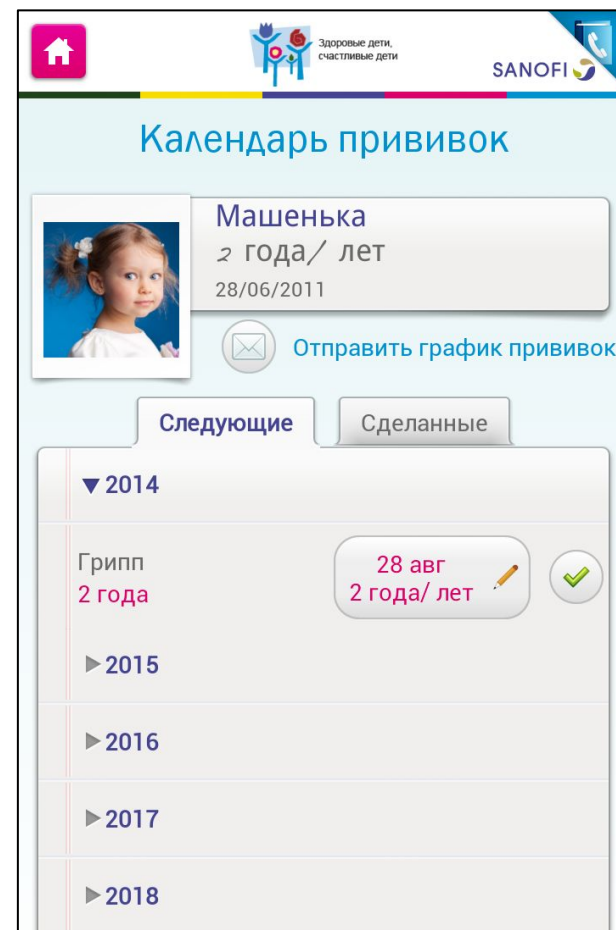 Здоровые дети,
счастливые дети
SANOFI
Календарь прививок
Машенька
2 года/ лет
28/06/2011
Отправить график прививок
Следующие
Сделанные
2014
Грипп
2 года
28 авг
2 года/ лет
2015
2016
2017
2018